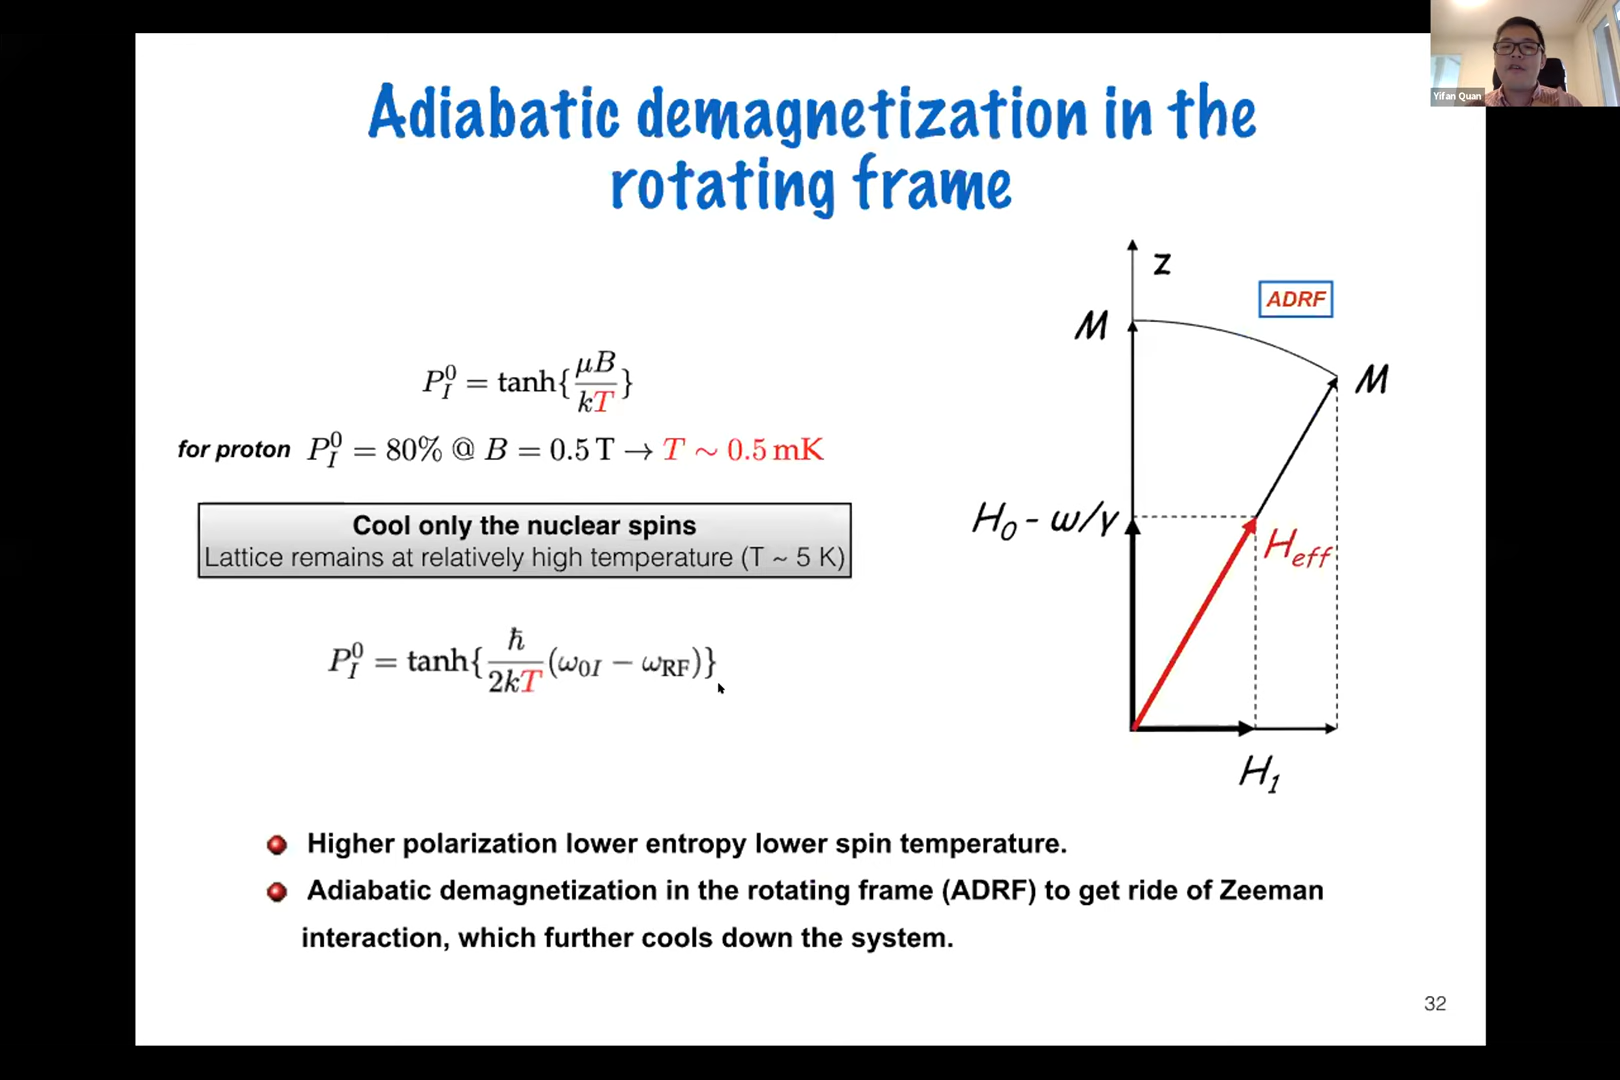 Yifan Quan
Adiabatic demagnetization in the
rotating frame
z
ADRF
M
M
P_I^0 = tanh{μB/kT}
for proton P_I^0 = 80% @ B = 0.5 T → T ~ 0.5 mK
Cool only the nuclear spins
Lattice remains at relatively high temperature (T ~ 5 K)
H_0 - ω/γ
H_eff
P_I^0 = tanh{ħ/2kT (ω_0I − ω_RF)}
H_1
Higher polarization lower entropy lower spin temperature.
Adiabatic demagnetization in the rotating frame (ADRF) to get ride of Zeeman
interaction, which further cools down the system.
32